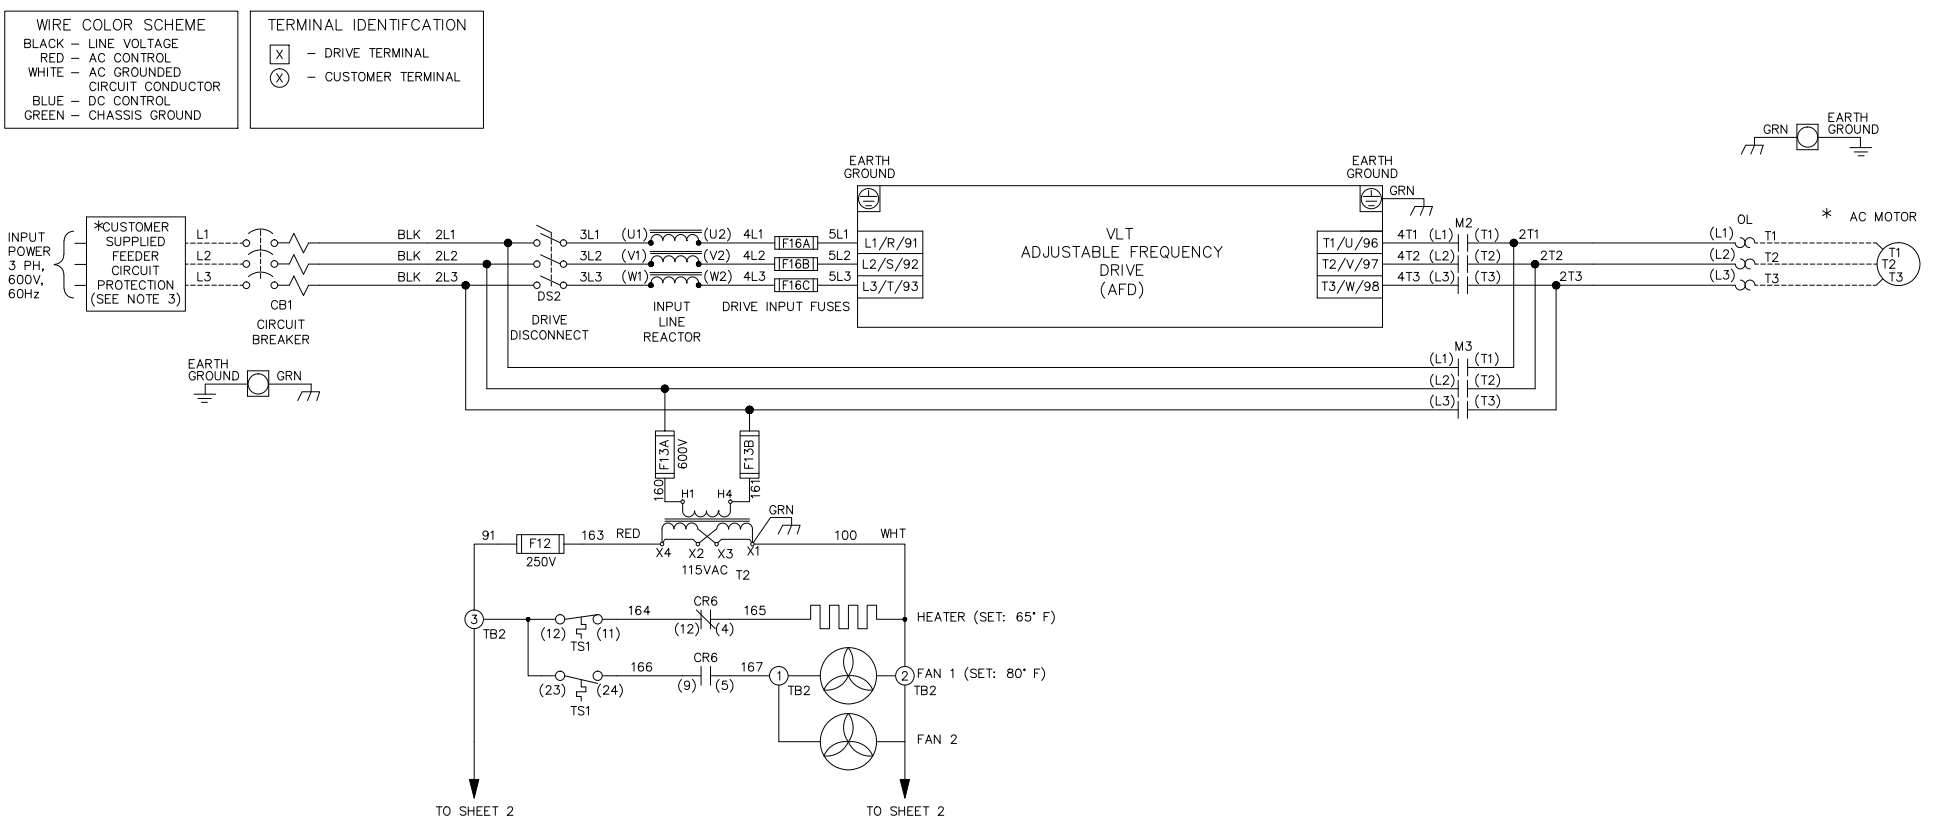 WIRE COLOR SCHEME
BLACK – LINE VOLTAGE
RED – AC CONTROL
WHITE – AC GROUNDED
CIRCUIT CONDUCTOR
BLUE – DC CONTROL
GREEN – CHASSIS GROUND
TERMINAL IDENTIFCATION
X – DRIVE TERMINAL
X – CUSTOMER TERMINAL
GRN
EARTH
GROUND
INPUT
POWER
3 PH,
600V,
60Hz
*CUSTOMER
SUPPLIED
FEEDER
CIRCUIT
PROTECTION
(SEE NOTE 3)
L1
L2
L3
CB1
CIRCUIT
BREAKER
BLK 2L1
BLK 2L2
BLK 2L3
DS2
DRIVE
DISCONNECT
3L1 (U1) (U2) 4L1 F16A 5L1
3L2 (V1) (V2) 4L2 F16B 5L2
3L3 (W1) (W2) 4L3 F16C 5L3
INPUT
LINE
REACTOR
DRIVE INPUT FUSES
EARTH
GROUND
L1/R/91
L2/S/92
L3/T/93
VLT
ADJUSTABLE FREQUENCY
DRIVE
(AFD)
EARTH
GROUND
GRN
T1/U/96
T2/V/97
T3/W/98
M2
4T1 (L1) (T1) 2T1
4T2 (L2) (T2) 2T2
4T3 (L3) (T3) 2T3
OL
(L1) T1
(L2) T2
(L3) T3
* AC MOTOR
T1
T2
T3
M3
(L1) (T1)
(L2) (T2)
(L3) (T3)
EARTH
GROUND
GRN
F13A
600V
F13B
160
161
H1 H4
GRN
91 F12 163 RED
250V
X4 X2 X3 X1
115VAC T2
100 WHT
3
TB2
(12) (11)
TS1
164
CR6
(12) (4)
165
HEATER (SET: 65° F)
(23) (24)
TS1
166
CR6
(9) (5)
167
1
TB2
2
TB2
FAN 1 (SET: 80° F)
FAN 2
TO SHEET 2
TO SHEET 2